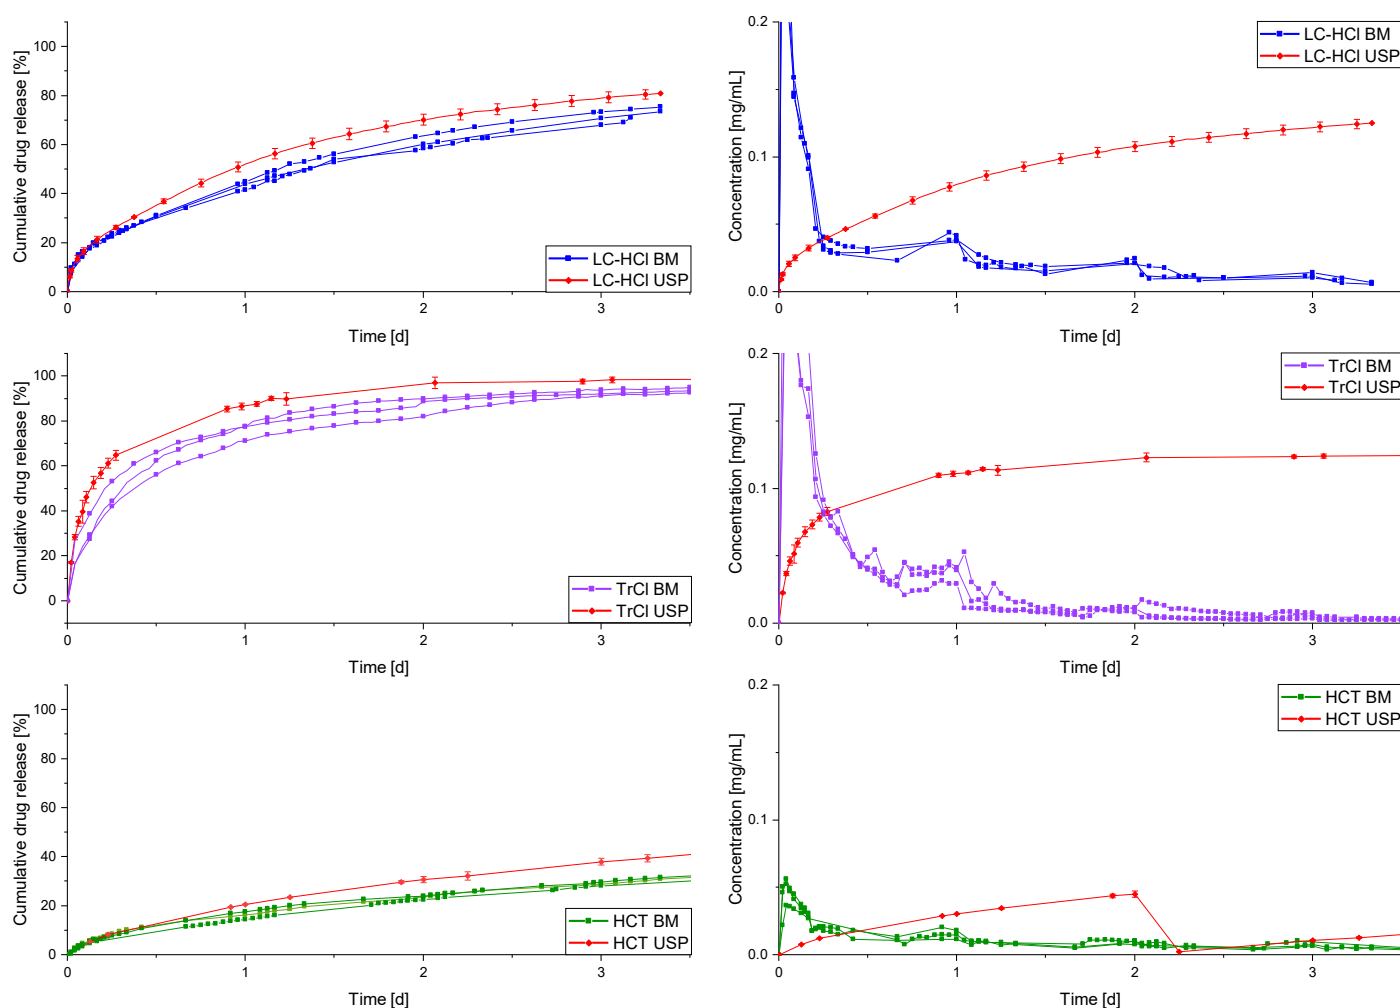 100
80
60
40
20
0
Cumulative drug release [%]
LC-HCl BM
LC-HCl USP
0
1
2
3
Time [d]
0.2
0.1
0.0
Concentration [mg/mL]
LC-HCl BM
LC-HCl USP
0
1
2
3
Time [d]
100
80
60
40
20
0
Cumulative drug release [%]
TrCl BM
TrCl USP
0
1
2
3
Time [d]
0.2
0.1
0.0
Concentration [mg/mL]
TrCl BM
TrCl USP
0
1
2
3
Time [d]
100
80
60
40
20
0
Cumulative drug release [%]
HCT BM
HCT USP
0
1
2
3
Time [d]
0.2
0.1
0.0
Concentration [mg/mL]
HCT BM
HCT USP
0
1
2
3
Time [d]